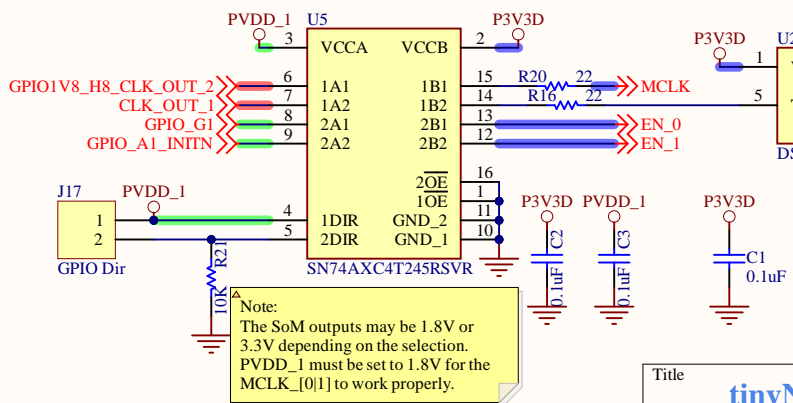 PVDD_1
U5
P3V3D
P3V3D
3
VCCA
VCCB
2
1
GPIO1V8_H8_CLK_OUT_2
6
1A1
1B1
15
R20
22
MCLK
CLK_OUT_1
7
1A2
1B2
14
R16
22
5
GPIO_G1
8
2A1
2B1
13
EN_0
GPIO_A1_INITN
9
2A2
2B2
12
EN_1
DS
2OE
16
1OE
1
J17
PVDD_1
P3V3D
PVDD_1
P3V3D
1
4
1DIR
GND_2
11
2
5
2DIR
GND_1
10
GPIO Dir
SN74AXC4T245RSVR
R21
10K
C2
0.1uF
C3
0.1uF
C1
0.1uF
Note:
The SoM outputs may be 1.8V or
3.3V depending on the selection.
PVDD_1 must be set to 1.8V for the
MCLK_[0|1] to work properly.
Title